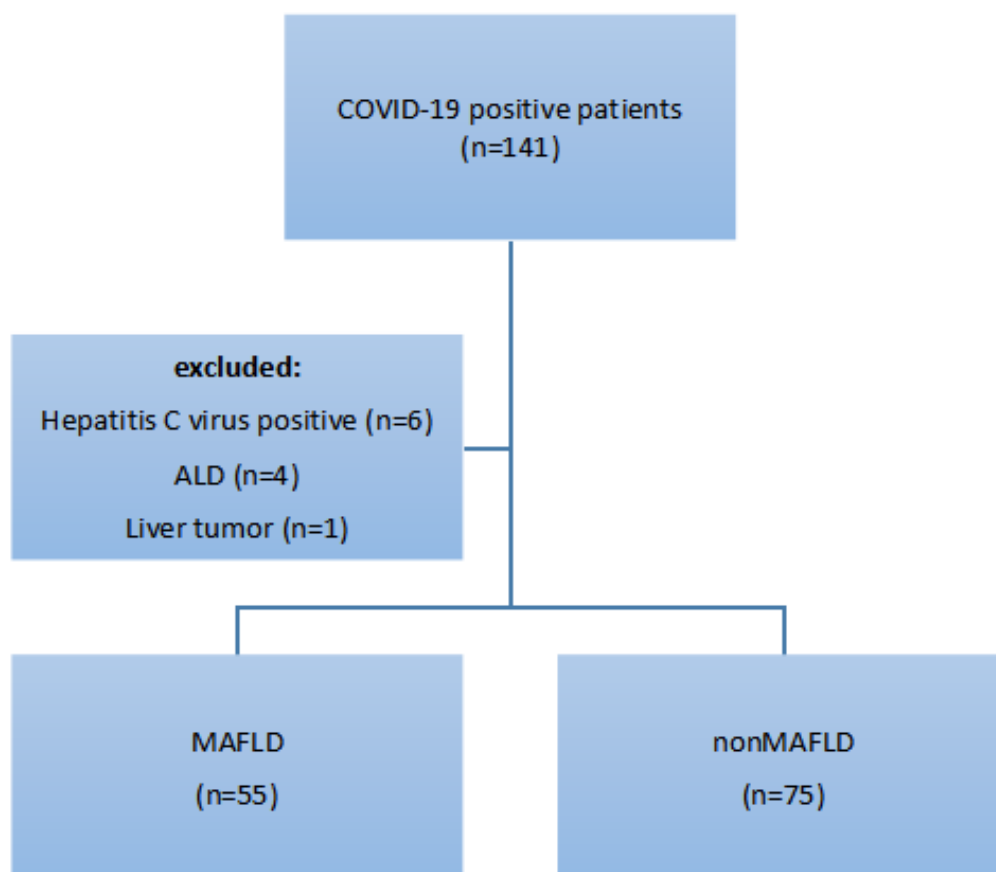 COVID-19 positive patients
(n=141)
excluded:
Hepatitis C virus positive (n=6)
ALD (n=4)
Liver tumor (n=1)
MAFLD
(n=55)
nonMAFLD
(n=75)